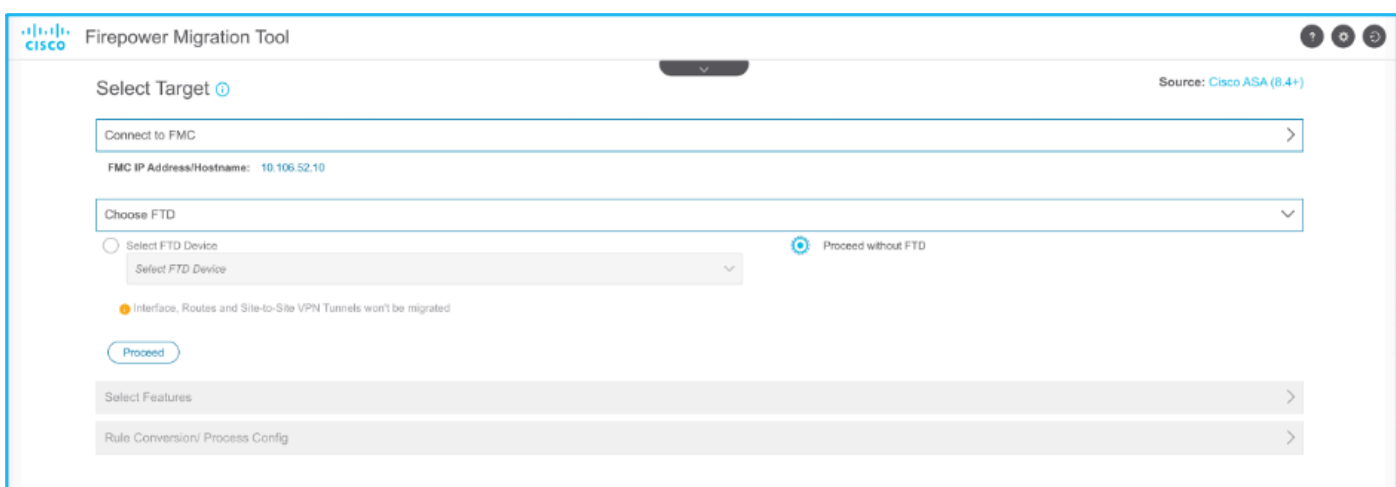 CISCO Firepower Migration Tool
?
Select Target
Source: Cisco ASA (8.4+)
Connect to FMC
FMC IP Address/Hostname: 10.106.52.10
Choose FTD
Select FTD Device
Proceed without FTD
Select FTD Device
Interface, Routes and Site-to-Site VPN Tunnels won't be migrated
Proceed
Select Features
Rule Conversion/ Process Config